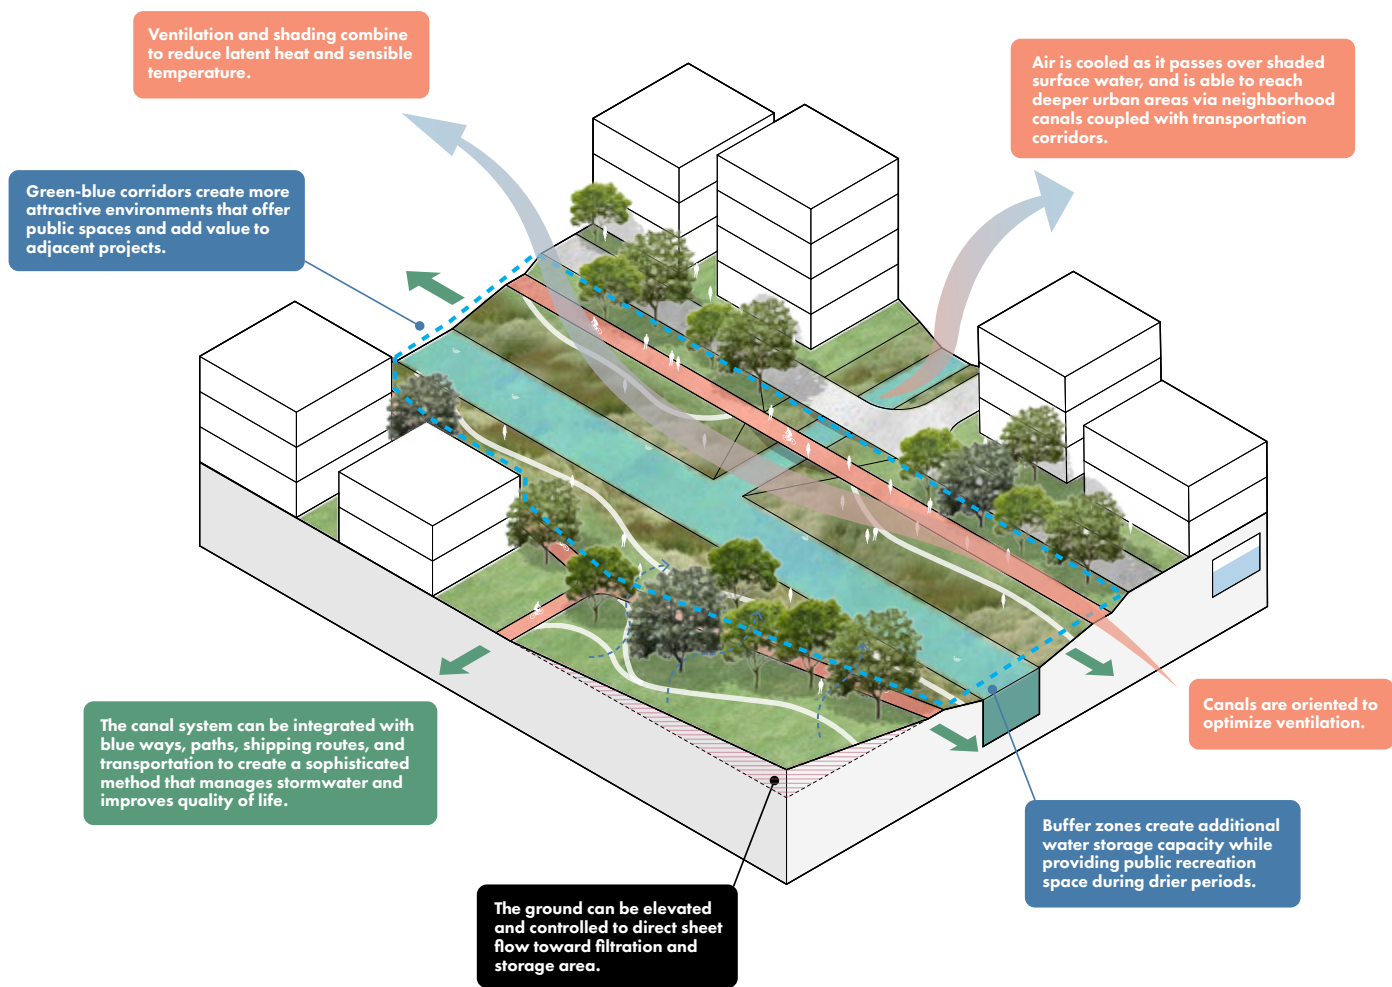 Ventilation and shading combine
to reduce latent heat and sensible
temperature.
Air is cooled as it passes over shaded
surface water, and is able to reach
deeper urban areas via neighborhood
canals coupled with transportation
corridors.
Green-blue corridors create more
attractive environments that offer
public spaces and add value to
adjacent projects.
Canals are oriented to
optimize ventilation.
The canal system can be integrated with
blue ways, paths, shipping routes, and
transportation to create a sophisticated
method that manages stormwater and
improves quality of life.
Buffer zones create additional
water storage capacity while
providing public recreation
space during drier periods.
The ground can be elevated
and controlled to direct sheet
flow toward filtration and
storage area.